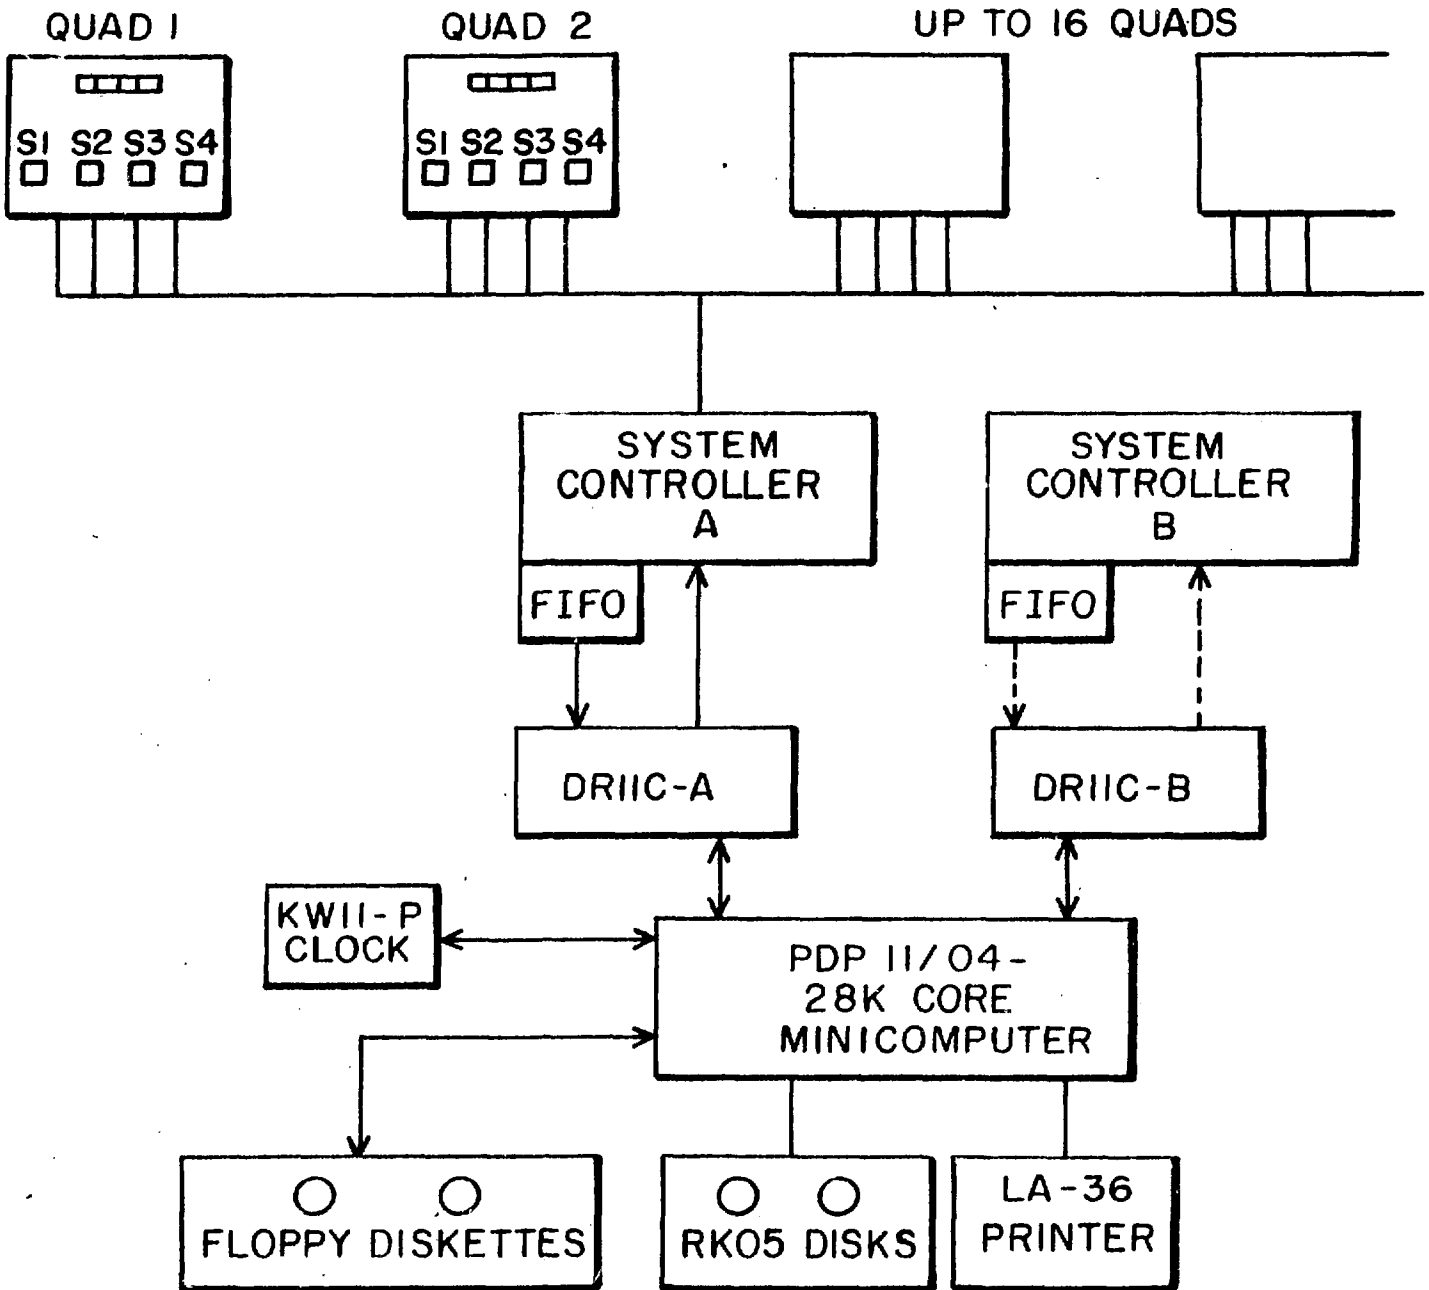 QUAD 1
QUAD 2
UP TO 16 QUADS
S1 S2 S3 S4
S1 S2 S3 S4
SYSTEM
CONTROLLER
A
SYSTEM
CONTROLLER
B
FIFO
FIFO
DR11C-A
DR11C-B
KW11-P
CLOCK
PDP 11/04-
28K CORE
MINICOMPUTER
FLOPPY DISKETTES
RK05 DISKS
LA-36
PRINTER